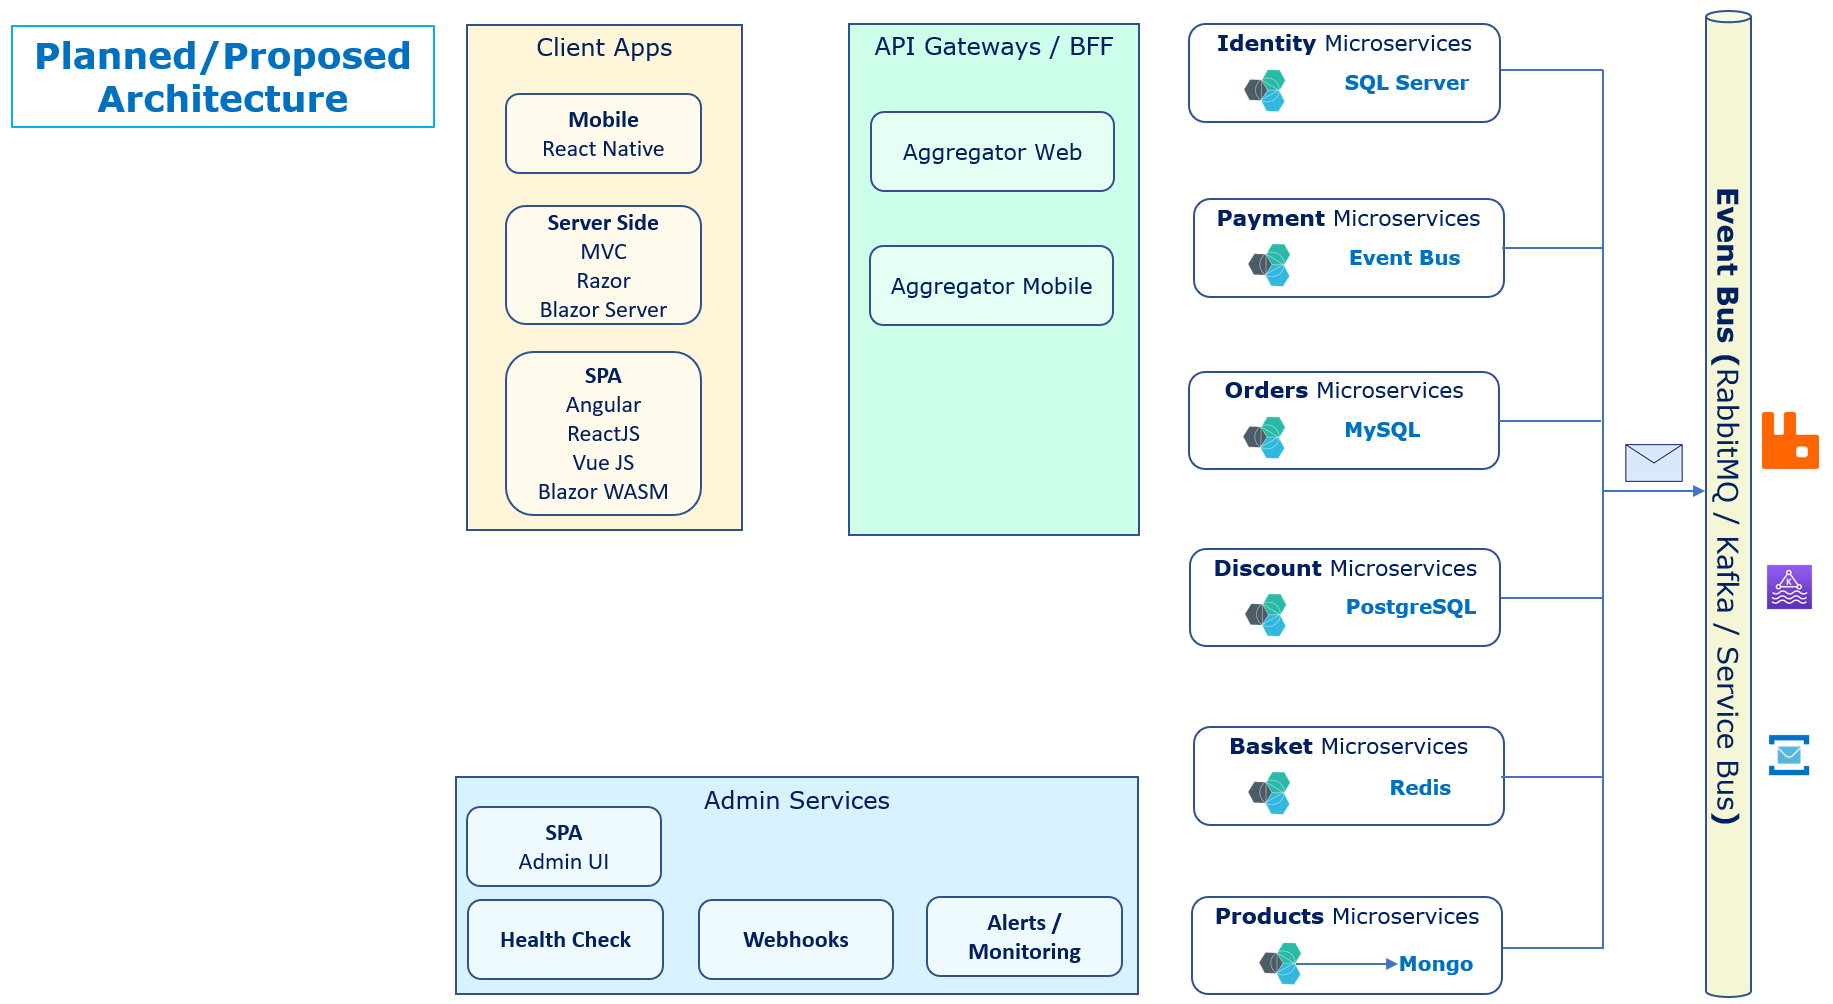 Planned/Proposed
Architecture
Client Apps
Mobile
React Native
Server Side
MVC
Razor
Blazor Server
SPA
Angular
ReactJS
Vue JS
Blazor WASM
API Gateways / BFF
Aggregator Web
Aggregator Mobile
Identity Microservices
SQL Server
Payment Microservices
Event Bus
Orders Microservices
MySQL
Discount Microservices
PostgreSQL
Basket Microservices
Redis
Products Microservices
Mongo
Event Bus (RabbitMQ / Kafka / Service Bus)
K
Admin Services
SPA
Admin UI
Health Check
Webhooks
Alerts /
Monitoring